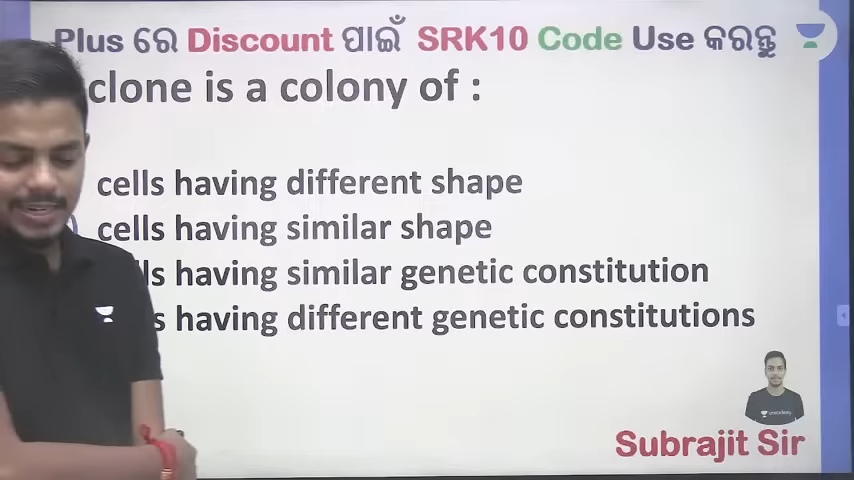 Plus ରେ Discount ପାଇଁ SRK10 Code Use କରନ୍ତୁ
clone is a colony of :
cells having different shape
cells having similar shape
having similar genetic constitution
having different genetic constitutions
Subrajit Sir